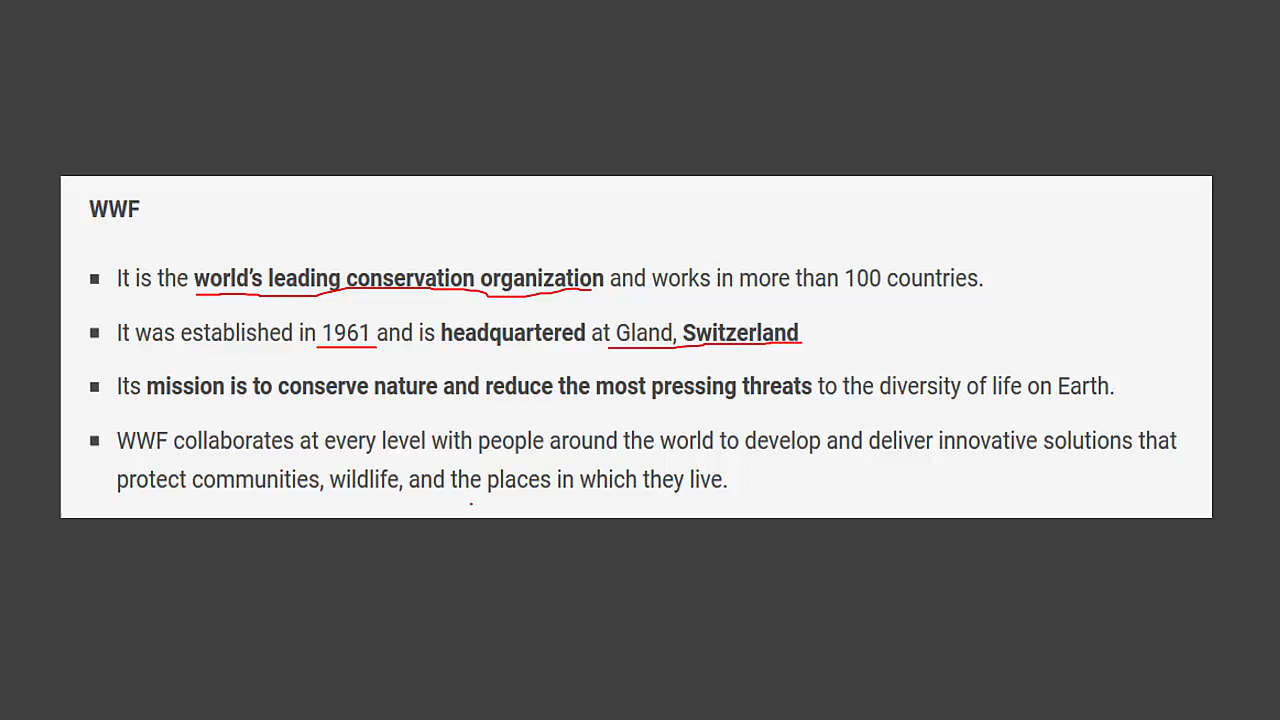 WWF
▪ It is the world’s leading conservation organization and works in more than 100 countries.
▪ It was established in 1961 and is headquartered at Gland, Switzerland
▪ Its mission is to conserve nature and reduce the most pressing threats to the diversity of life on Earth.
▪ WWF collaborates at every level with people around the world to develop and deliver innovative solutions that
protect communities, wildlife, and the places in which they live.